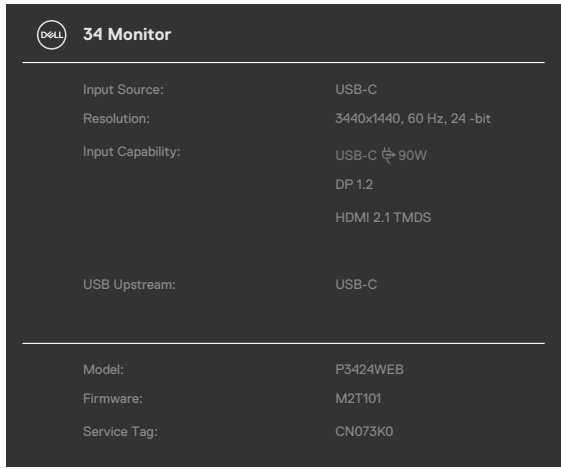 DELL 34 Monitor
Input Source: USB-C
Resolution: 3440x1440, 60 Hz, 24 -bit
Input Capability: USB-C 90W
DP 1.2
HDMI 2.1 TMDS
USB Upstream: USB-C
Model: P3424WEB
Firmware: M2T101
Service Tag: CN073K0